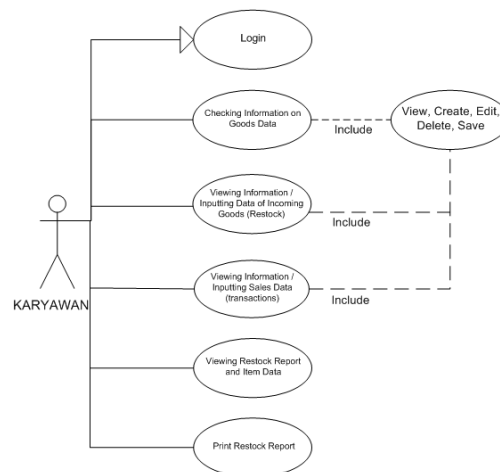 Login
Checking Information on
Goods Data
Include
View, Create, Edit,
Delete, Save
Viewing Information /
Inputting Data of Incoming
Goods (Restock)
Include
Viewing Information /
Inputting Sales Data
(transactions)
Include
KARYAWAN
Viewing Restock Report
and Item Data
Print Restock Report